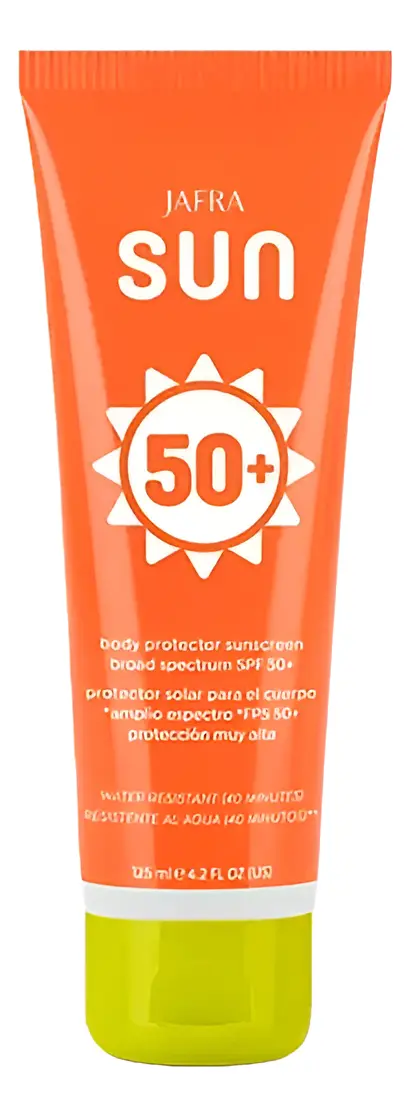 JAFRA
SUN
50+
body protector sunscreen
broad spectrum SPF 50+
protector solar para el cuerpo
*amplio espectro *FPS 50+
protección muy alta
WATER RESISTANT (40 MINUTES)
RESISTENTE AL AGUA (40 MINUTOS)**
125 ml e 4.2 FL OZ (US)